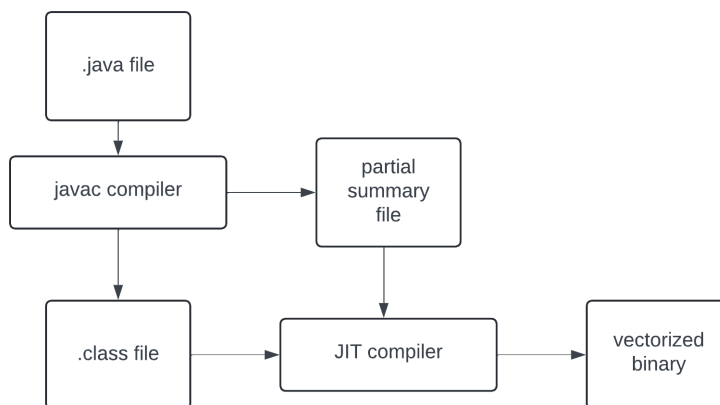 .java file
javac compiler
partial
summary
file
.class file
JIT compiler
vectorized
binary